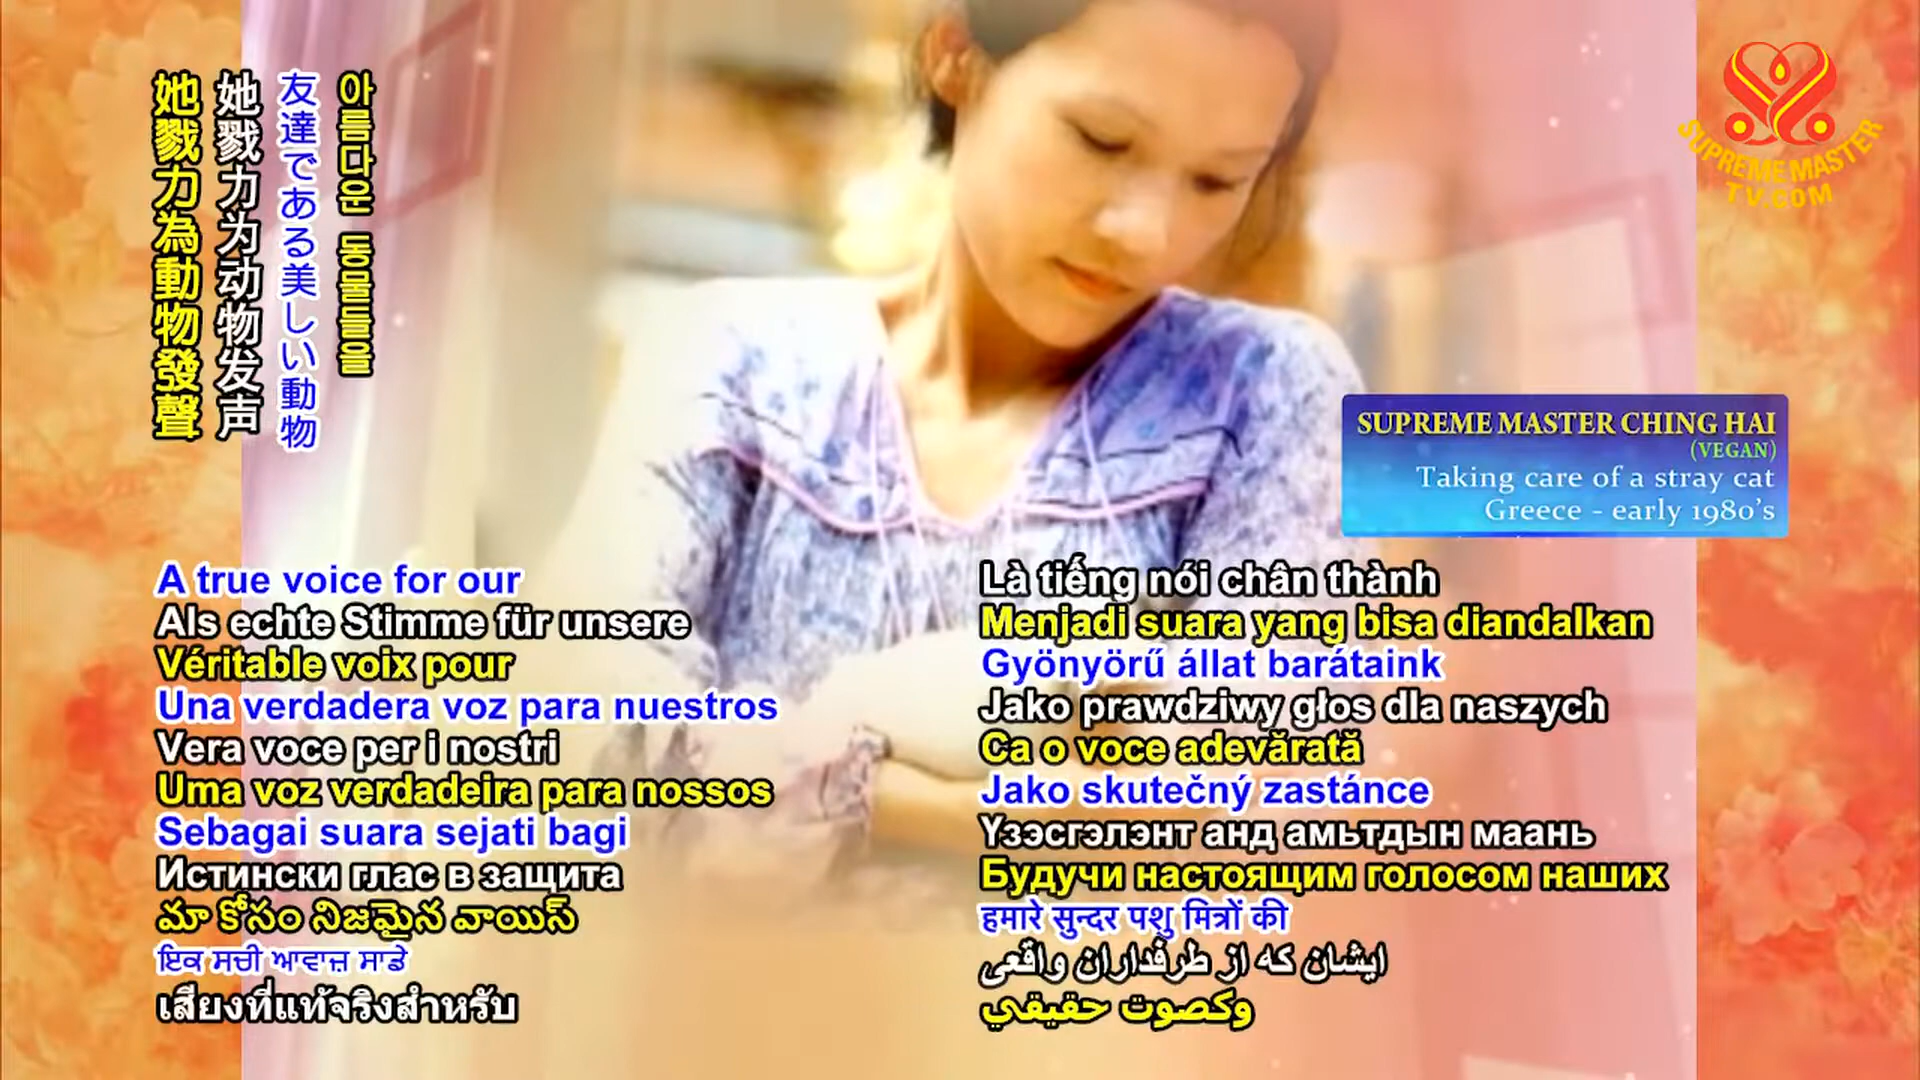 她戮力為動物發聲
她戮力为动物发声
友達である美しい動物
아름다운 동물들을
SUPREME MASTER
TV.COM
SUPREME MASTER CHING HAI
(VEGAN)
Taking care of a stray cat
Greece - early 1980's
A true voice for our
Als echte Stimme für unsere
Véritable voix pour
Una verdadera voz para nuestros
Vera voce per i nostri
Uma voz verdadeira para nossos
Sebagai suara sejati bagi
Истински глас в защита
మా కోసం నిజమైన వాయిస్
ਇਕ ਸਚੀ ਆਵਾਜ਼ ਸਾਡੇ
เสียงที่แท้จริงสำหรับ
Là tiếng nói chân thành
Menjadi suara yang bisa diandalkan
Gyönyörű állat barátaink
Jako prawdziwy głos dla naszych
Ca o voce adevărată
Jako skutečný zastánce
Үзэсгэлэнт анд амьтдын маань
Будучи настоящим голосом наших
हमारे सुन्दर पशु मित्रों की
ایشان که از طرفداران واقعی
وكصوت حقيقي